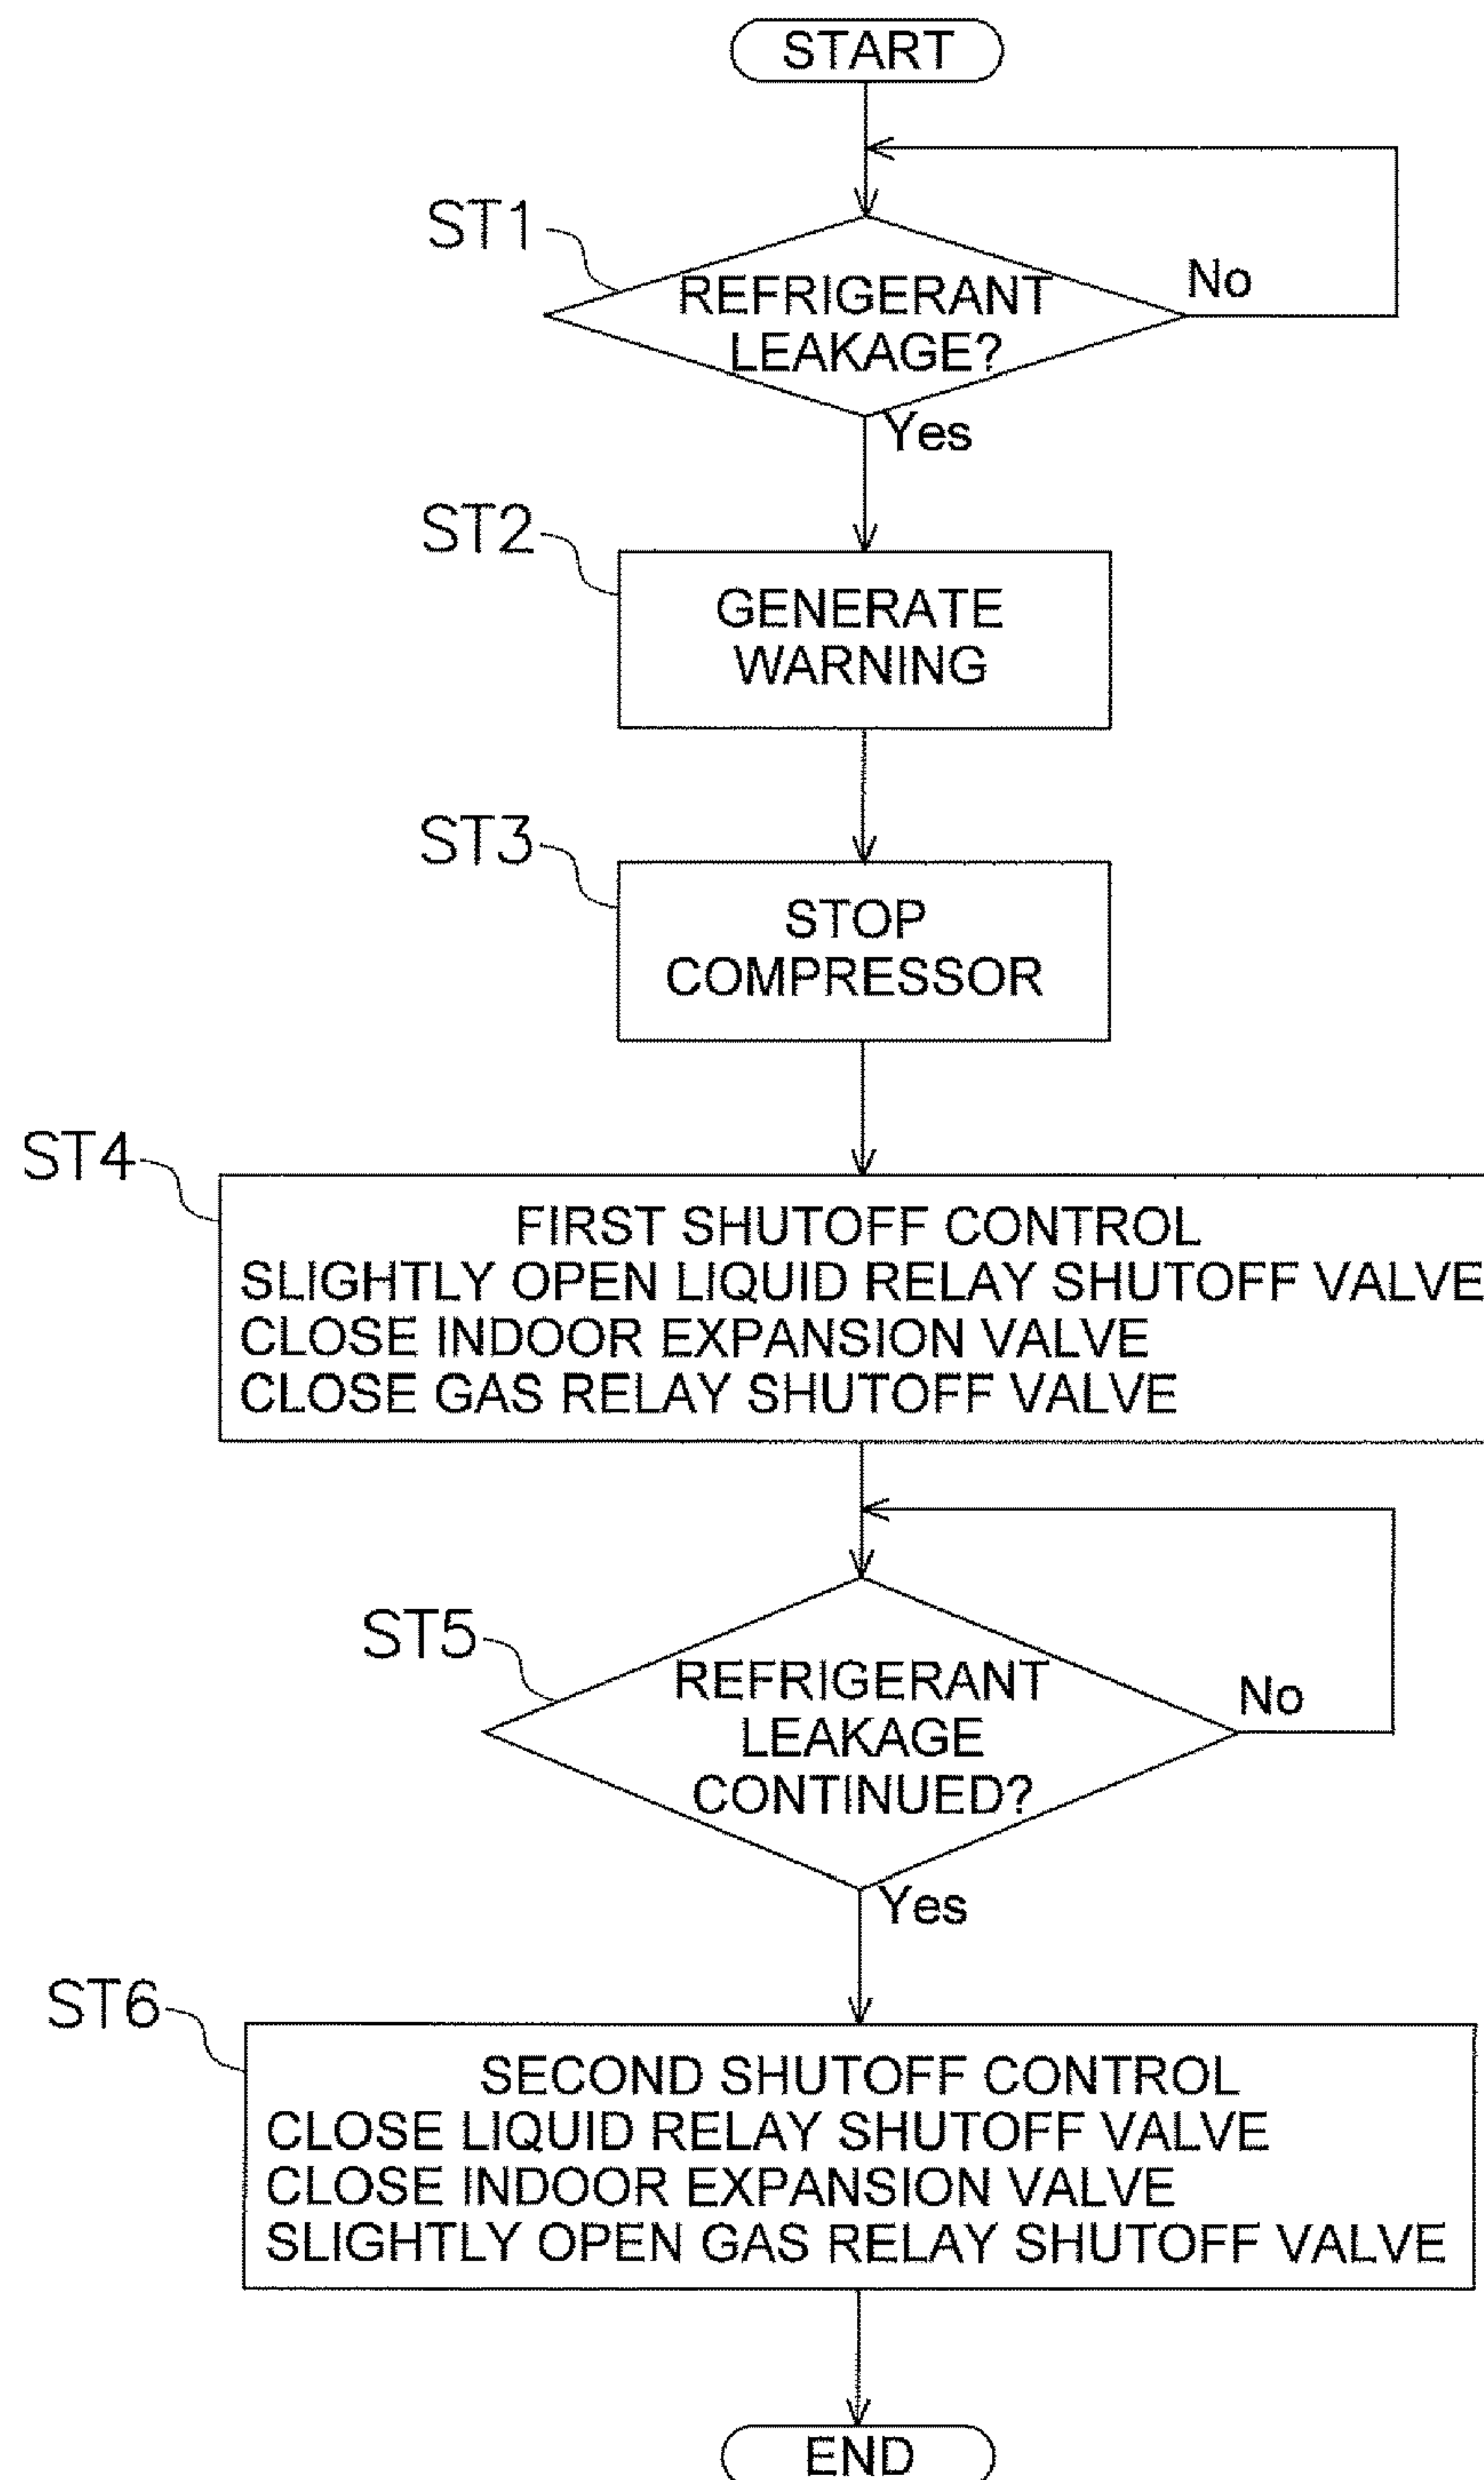 START
ST1
REFRIGERANT
LEAKAGE?
No
Yes
ST2
GENERATE
WARNING
ST3
STOP
COMPRESSOR
ST4
FIRST SHUTOFF CONTROL
SLIGHTLY OPEN LIQUID RELAY SHUTOFF VALVE
CLOSE INDOOR EXPANSION VALVE
CLOSE GAS RELAY SHUTOFF VALVE
ST5
REFRIGERANT
LEAKAGE
CONTINUED?
No
Yes
ST6
SECOND SHUTOFF CONTROL
CLOSE LIQUID RELAY SHUTOFF VALVE
CLOSE INDOOR EXPANSION VALVE
SLIGHTLY OPEN GAS RELAY SHUTOFF VALVE
END